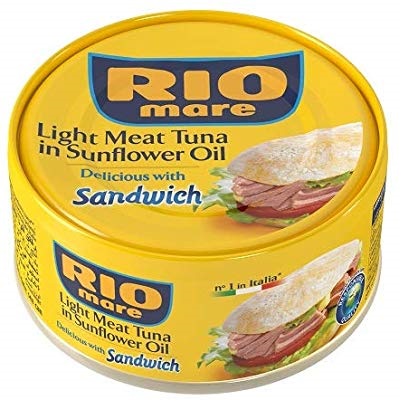 RIO
mare
Light Meat Tuna
in Sunflower Oil
Delicious with
Sandwich
RIO
mare
n° 1 in Italia*
Light Meat Tuna
in Sunflower Oil
Delicious with Sandwich